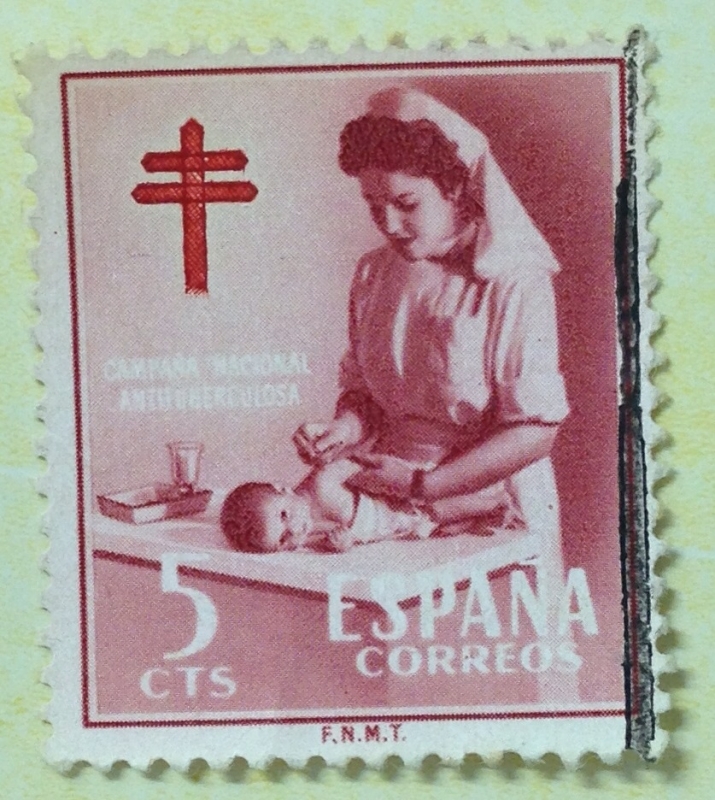 CAMPAÑA NACIONAL
ANTITUBERCULOSA
5
CTS
ESPAÑA
CORREOS
F.N.M.T.